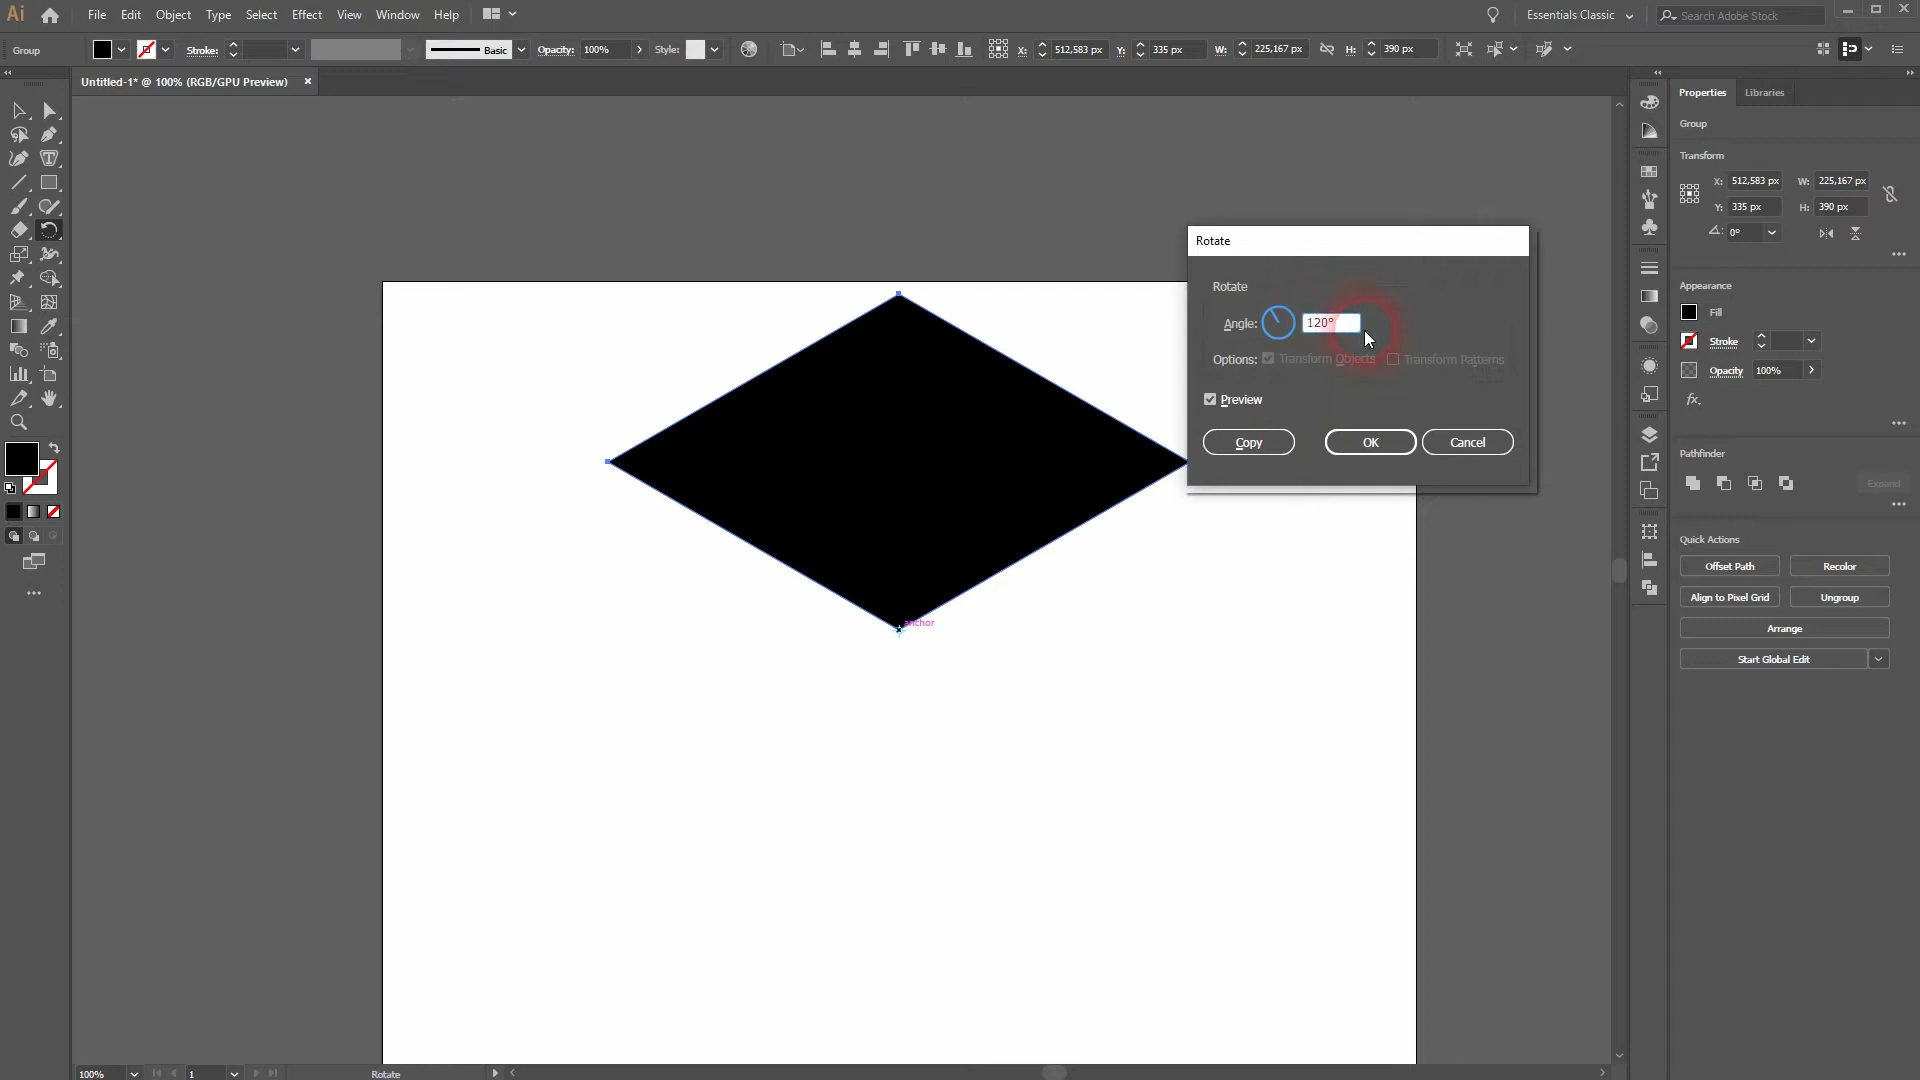 Ai File Edit Object Type Select Effect View Window Help Essentials Classic Search Adobe Stock
Group Stroke: Basic Opacity: 100% Style: X: 512,583 px Y: 335 px W: 225,167 px H: 390 px
Untitled-1* @ 100% (RGB/GPU Preview)
Rotate
Rotate
Angle: 120°
Options: Transform Objects Transform Patterns
Preview
Copy OK Cancel
anchor
Properties Libraries
Group
Transform
X: 512,583 px W: 225,167 px
Y: 335 px H: 390 px
0°
Appearance
Fill
Stroke
Opacity 100%
fx.
Pathfinder
Expand
Quick Actions
Offset Path Recolor
Align to Pixel Grid Ungroup
Arrange
Start Global Edit
100% 1 Rotate